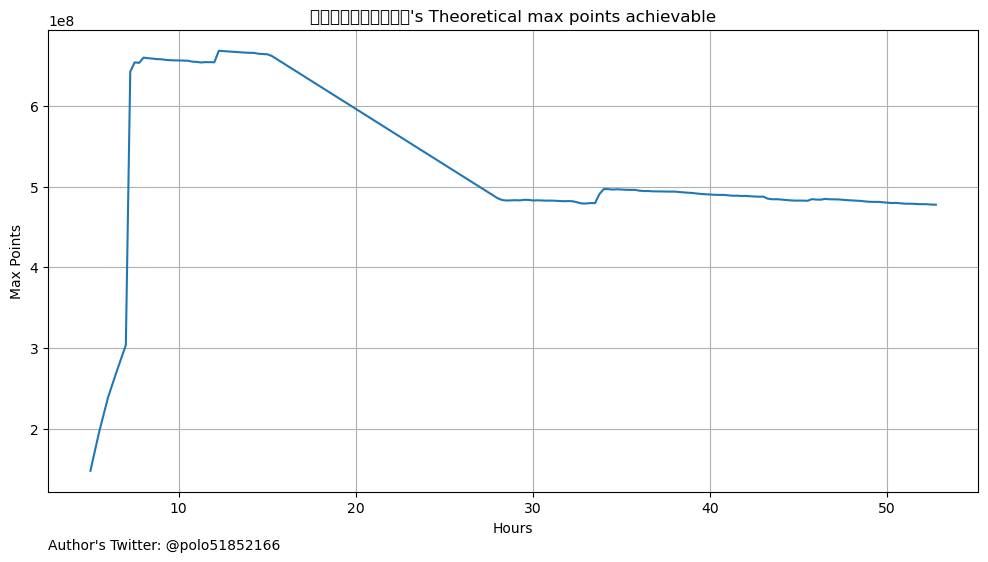 's Theoretical max points achievable
1e8
6
5
4
3
2
Max Points
10
20
30
40
50
Hours
Author's Twitter: @polo51852166